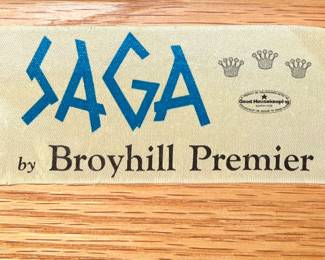 SAGA
Good Housekeeping
by Broyhill Premier